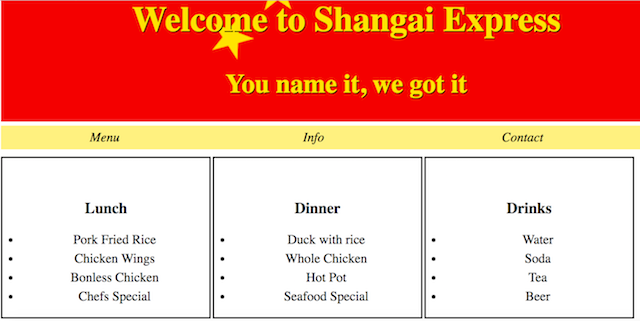 Welcome to Shangai Express
You name it, we got it
Menu Info Contact
Lunch
Pork Fried Rice
Chicken Wings
Bonless Chicken
Chefs Special
Dinner
Duck with rice
Whole Chicken
Hot Pot
Seafood Special
Drinks
Water
Soda
Tea
Beer